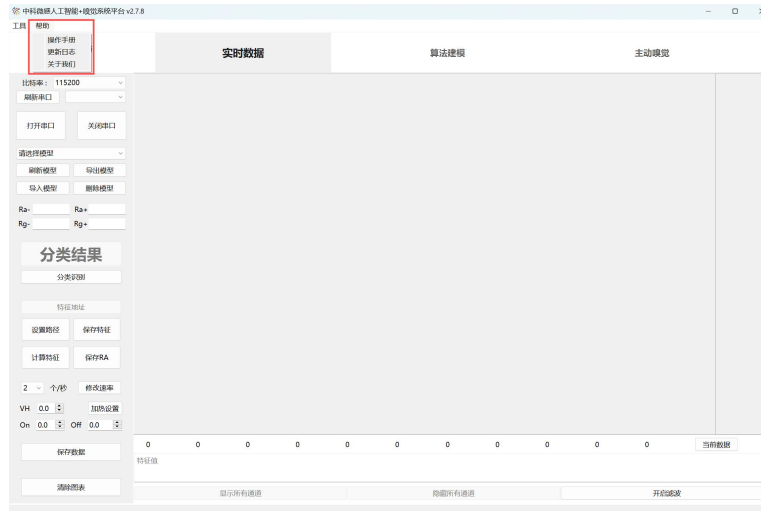 中科微感人工智能+嗅觉系统平台 v2.7.8
工具 帮助
操作手册
更新日志
关于我们
实时数据 算法建模 主动嗅觉
比特率： 115200
刷新串口
打开串口 关闭串口
请选择模型
刷新模型 导出模型
导入模型 删除模型
Ra- Ra+
Rg- Rg+
分类结果
分类识别
特征地址
设置路径 保存特征
计算特征 保存RA
2 个/秒 修改速率
VH 0.0 加热设置
On 0.0 Off 0.0
保存数据
清除图表
0 0 0 0 0 0 0 0 0 0 0 当前数据
特征值
显示所有通道 隐藏所有通道 开启滤波